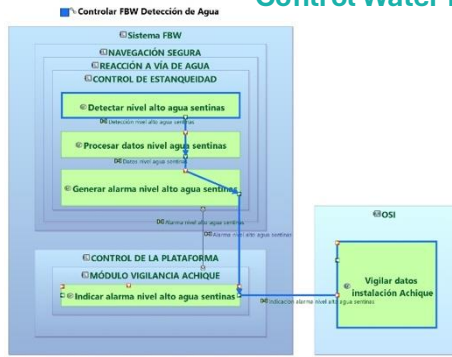 Control Water
Controlar FBW Detección de Agua
Sistema FBW
NAVEGACIÓN SEGURA
REACCIÓN A VÍA DE AGUA
CONTROL DE ESTANQUEIDAD
Detectar nivel alto agua sentinas
Detección nivel alto agua sentinas
Procesar datos nivel agua sentinas
Datos nivel agua sentinas
Generar alarma nivel alto agua sentinas
Alarma nivel alto agua sentinas
Alarma nivel alto agua sentinas
CONTROL DE LA PLATAFORMA
MÓDULO VIGILANCIA ACHIQUE
Indicar alarma nivel alto agua sentinas
Indicación alarma nivel alto agua sentinas
OSI
Vigilar datos
instalación Achique